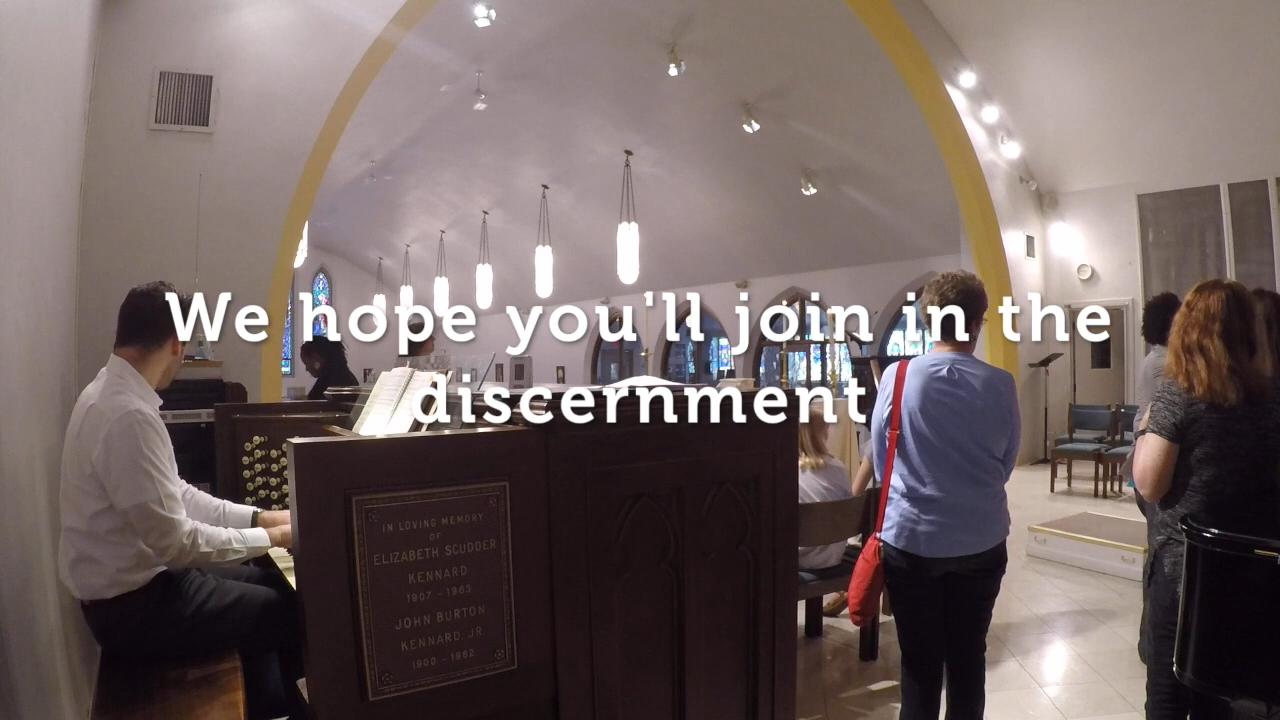 We hope you'll join in the
discernment
IN LOVING MEMORY
OF
ELIZABETH SCUDDER
KENNARD
1907 - 1963
JOHN BURTON
KENNARD, JR.
1900 - 1962